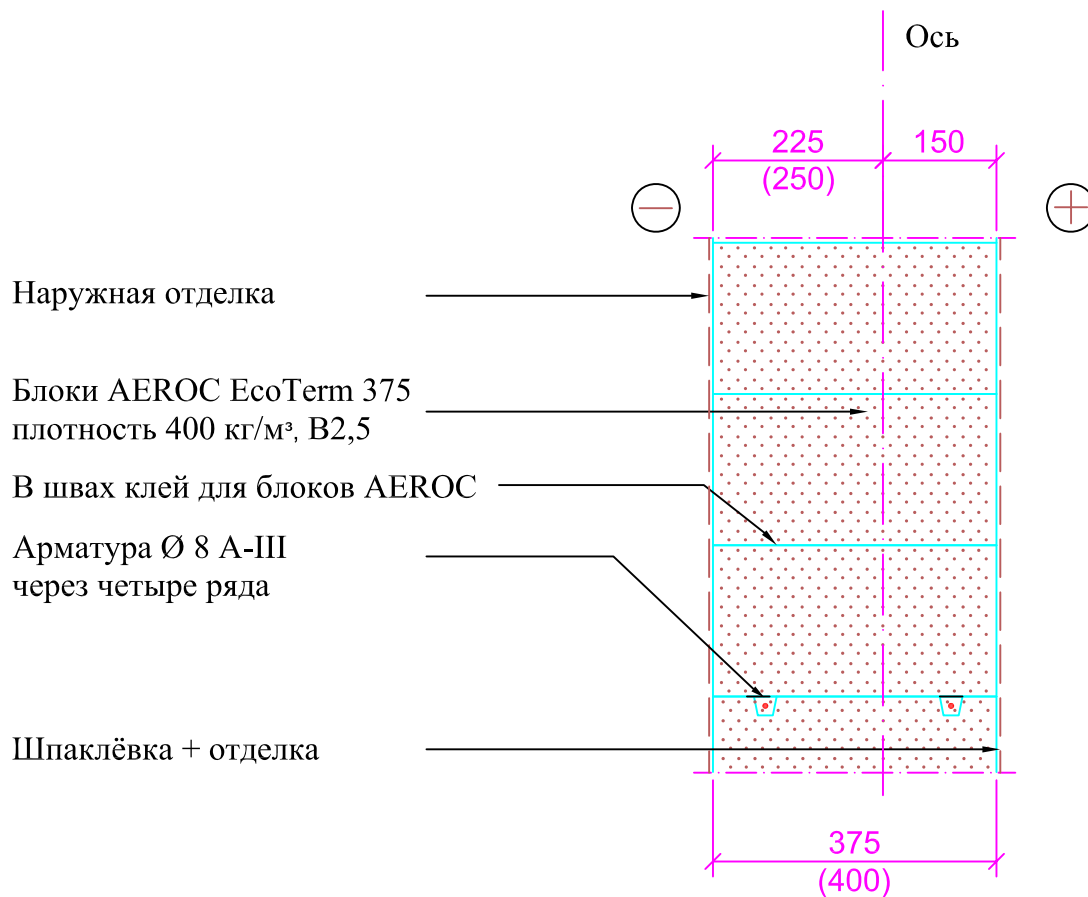 Ось
225
150
(250)
Наружная отделка
Блоки AEROC EcoTerm 375
плотность 400 кг/м³, В2,5
В швах клей для блоков AEROC
Арматура Ø 8 А-III
через четыре ряда
Шпаклёвка + отделка
375
(400)